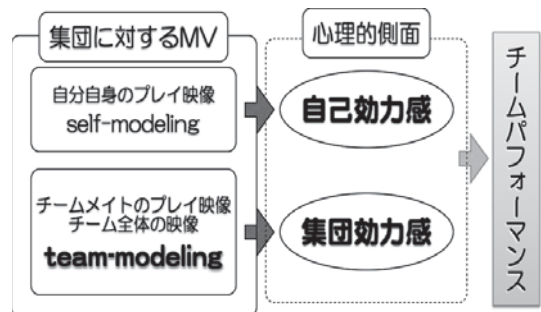 集団に対するMV
自分自身のプレイ映像
self-modeling
チームメイトのプレイ映像
チーム全体の映像
team-modeling
心理的側面
自己効力感
集団効力感
チームパフォーマンス